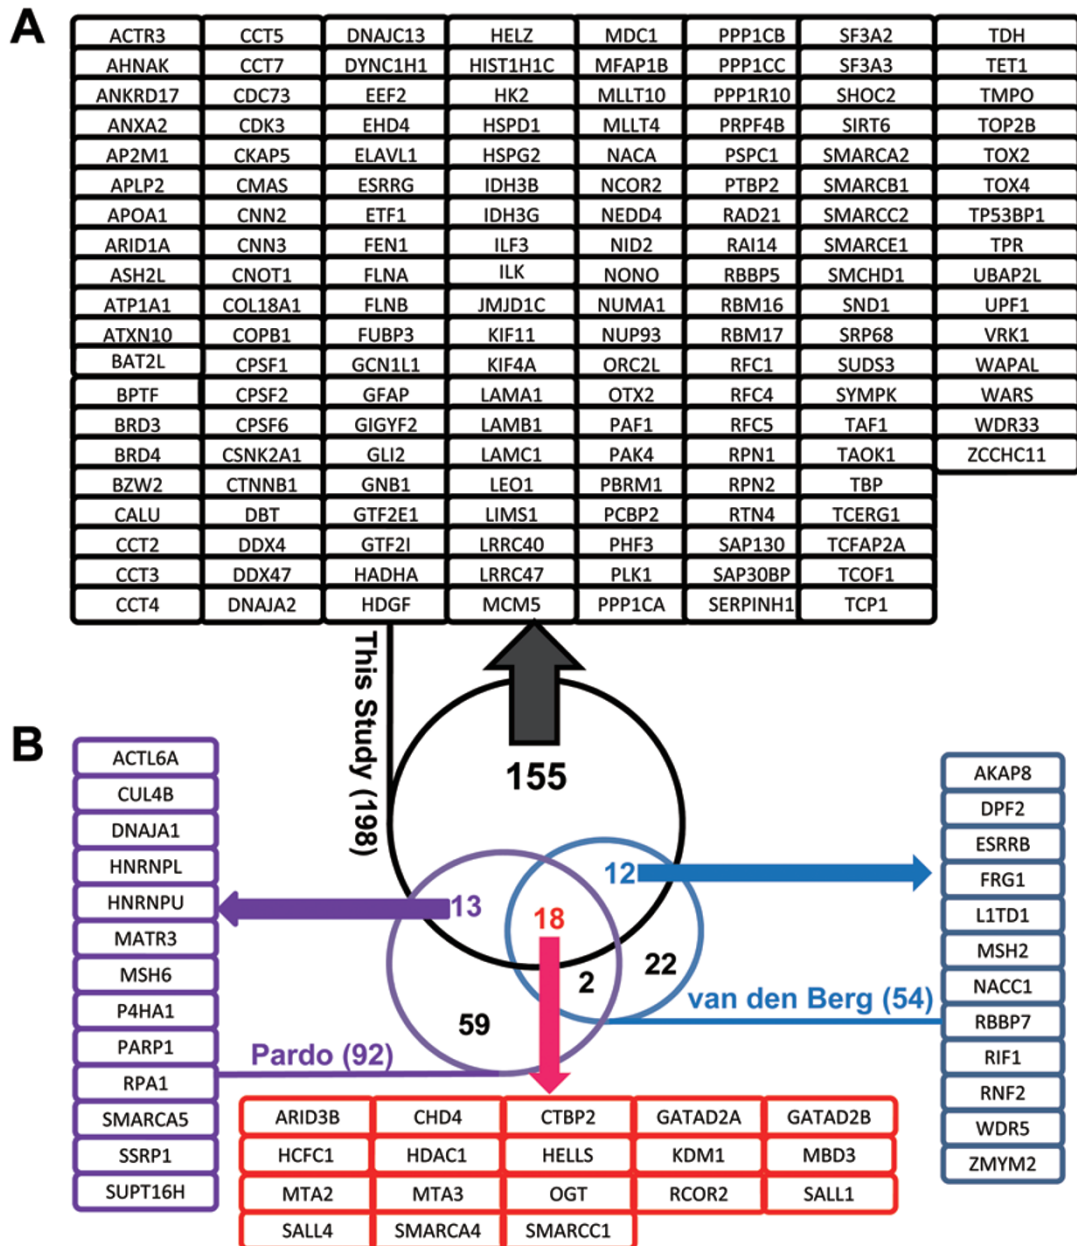 A
ACTR3 CCT5 DNAJC13 HELZ MDC1 PPP1CB SF3A2 TDH
AHNAK CCT7 DYNC1H1 HIST1H1C MFAP1B PPP1CC SF3A3 TET1
ANKRD17 CDC73 EEF2 HK2 MLLT10 PPP1R10 SHOC2 TMPO
ANXA2 CDK3 EHD4 HSPD1 MLLT4 PRPF4B SIRT6 TOP2B
AP2M1 CKAP5 ELAVL1 HSPG2 NACA PSPC1 SMARCA2 TOX2
APLP2 CMAS ESRRG IDH3B NCOR2 PTBP2 SMARCB1 TOX4
APOA1 CNN2 ETF1 IDH3G NEDD4 RAD21 SMARCC2 TP53BP1
ARID1A CNN3 FEN1 ILF3 NID2 RAI14 SMARCE1 TPR
ASH2L CNOT1 FLNA ILK NONO RBBP5 SMCHD1 UBAP2L
ATP1A1 COL18A1 FLNB JMJD1C NUMA1 RBM16 SND1 UPF1
ATXN10 COPB1 FUBP3 KIF11 NUP93 RBM17 SRP68 VRK1
BAT2L CPSF1 GCN1L1 KIF4A ORC2L RFC1 SUDS3 WAPAL
BPTF CPSF2 GFAP LAMA1 OTX2 RFC4 SYMPK WARS
BRD3 CPSF6 GIGYF2 LAMB1 PAF1 RFC5 TAF1 WDR33
BRD4 CSNK2A1 GLI2 LAMC1 PAK4 RPN1 TAOK1 ZCCHC11
BZW2 CTNNB1 GNB1 LEO1 PBRM1 RPN2 TBP
CALU DBT GTF2E1 LIMS1 PCBP2 RTN4 TCERG1
CCT2 DDX4 GTF2I LRRC40 PHF3 SAP130 TCFAP2A
CCT3 DDX47 HADHA LRRC47 PLK1 SAP30BP TCOF1
CCT4 DNAJA2 HDGF MCM5 PPP1CA SERPINH1 TCP1
This Study (198)
B
155
13
12
18
22
2
59
van den Berg (54)
Pardo (92)
ACTL6A
CUL4B
DNAJA1
HNRNPL
HNRNPU
MATR3
MSH6
P4HA1
PARP1
RPA1
SMARCA5
SSRP1
SUPT16H
AKAP8
DPF2
ESRRB
FRG1
L1TD1
MSH2
NACC1
RBBP7
RIF1
RNF2
WDR5
ZMYM2
ARID3B CHD4 CTBP2 GATAD2A GATAD2B
HCFC1 HDAC1 HELLS KDM1 MBD3
MTA2 MTA3 OGT RCOR2 SALL1
SALL4 SMARCA4 SMARCC1